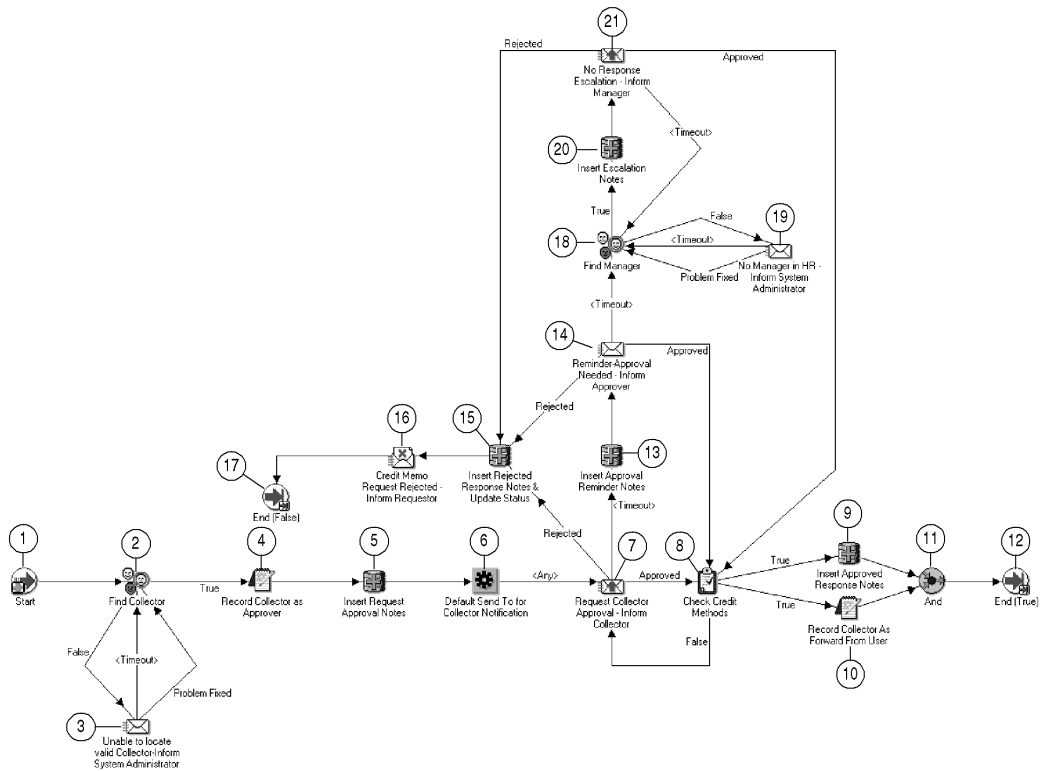 21
Rejected
Approved
No Response
Escalation - Inform
Manager
<Timeout>
20
Insert Escalation
Notes
True
False
19
18
<Timeout>
Find Manager
Problem Fixed
No Manager in HR -
Inform System
Administrator
<Timeout>
14
Approved
Reminder-Approval
Needed - Inform
Approver
Rejected
16
15
13
17
Credit Memo
Request Rejected -
Inform Requestor
Insert Rejected
Response Notes &
Update Status
Insert Approval
Reminder Notes
End (False)
<Timeout>
Rejected
1
2
4
5
6
7
8
9
11
12
<Any>
Approved
True
Start
Find Collector
True
Record Collector as
Approver
Insert Request
Approval Notes
Default Send To for
Collector Notification
Request Collector
Approval - Inform
Collector
Check Credit
Methods
Insert Approved
Response Notes
True
And
End (True)
False
Record Collector As
Forward From User
10
False
<Timeout>
Problem Fixed
3
Unable to locate
valid Collector-Inform
System Administrator